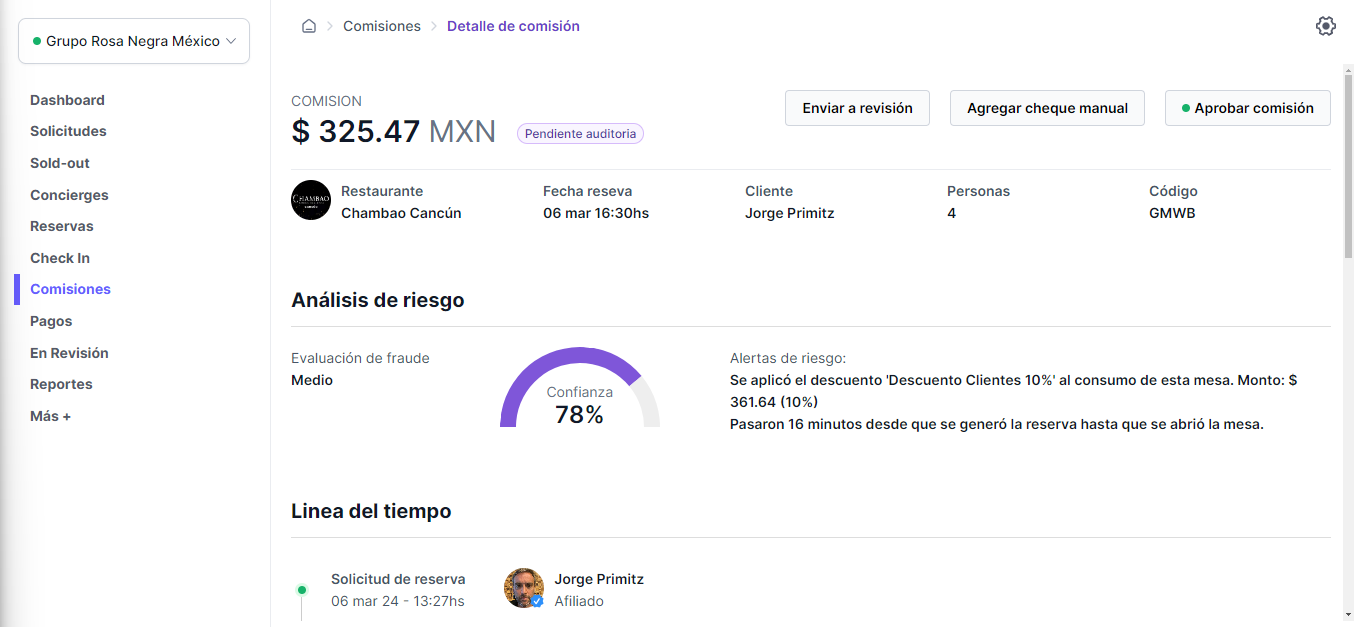 Grupo Rosa Negra México
Dashboard
Solicitudes
Sold-out
Concierges
Reservas
Check In
Comisiones
Pagos
En Revisión
Reportes
Más +
Comisiones
Detalle de comisión
COMISION
$ 325.47 MXN
Pendiente auditoria
Enviar a revisión
Agregar cheque manual
Aprobar comisión
CHAMBAO
Restaurante
Chambao Cancún
Fecha reseva
06 mar 16:30hs
Cliente
Jorge Primitz
Personas
4
Código
GMWB
Análisis de riesgo
Evaluación de fraude
Medio
Confianza
78%
Alertas de riesgo:
Se aplicó el descuento 'Descuento Clientes 10%' al consumo de esta mesa. Monto: $
361.64 (10%)
Pasaron 16 minutos desde que se generó la reserva hasta que se abrió la mesa.
Linea del tiempo
Solicitud de reserva
06 mar 24 - 13:27hs
Jorge Primitz
Afiliado